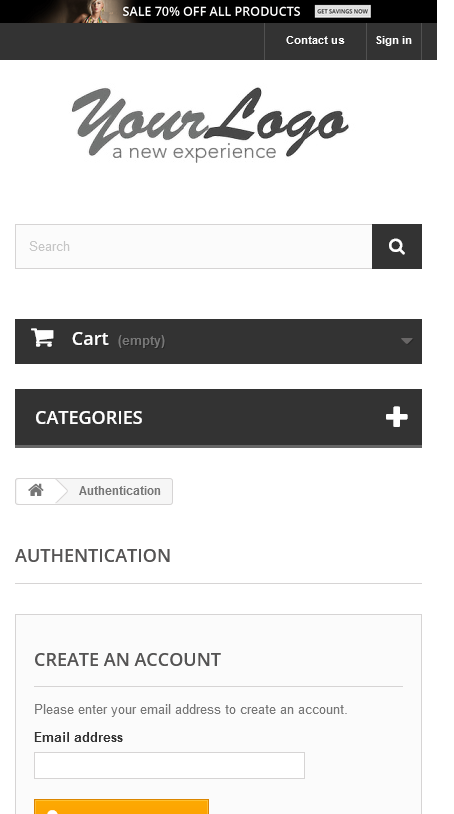 SALE 70% OFF ALL PRODUCTS GET SAVINGS NOW
Contact us Sign in
YourLogo
a new experience
Search
Cart (empty)
CATEGORIES
Authentication
AUTHENTICATION
CREATE AN ACCOUNT
Please enter your email address to create an account.
Email address